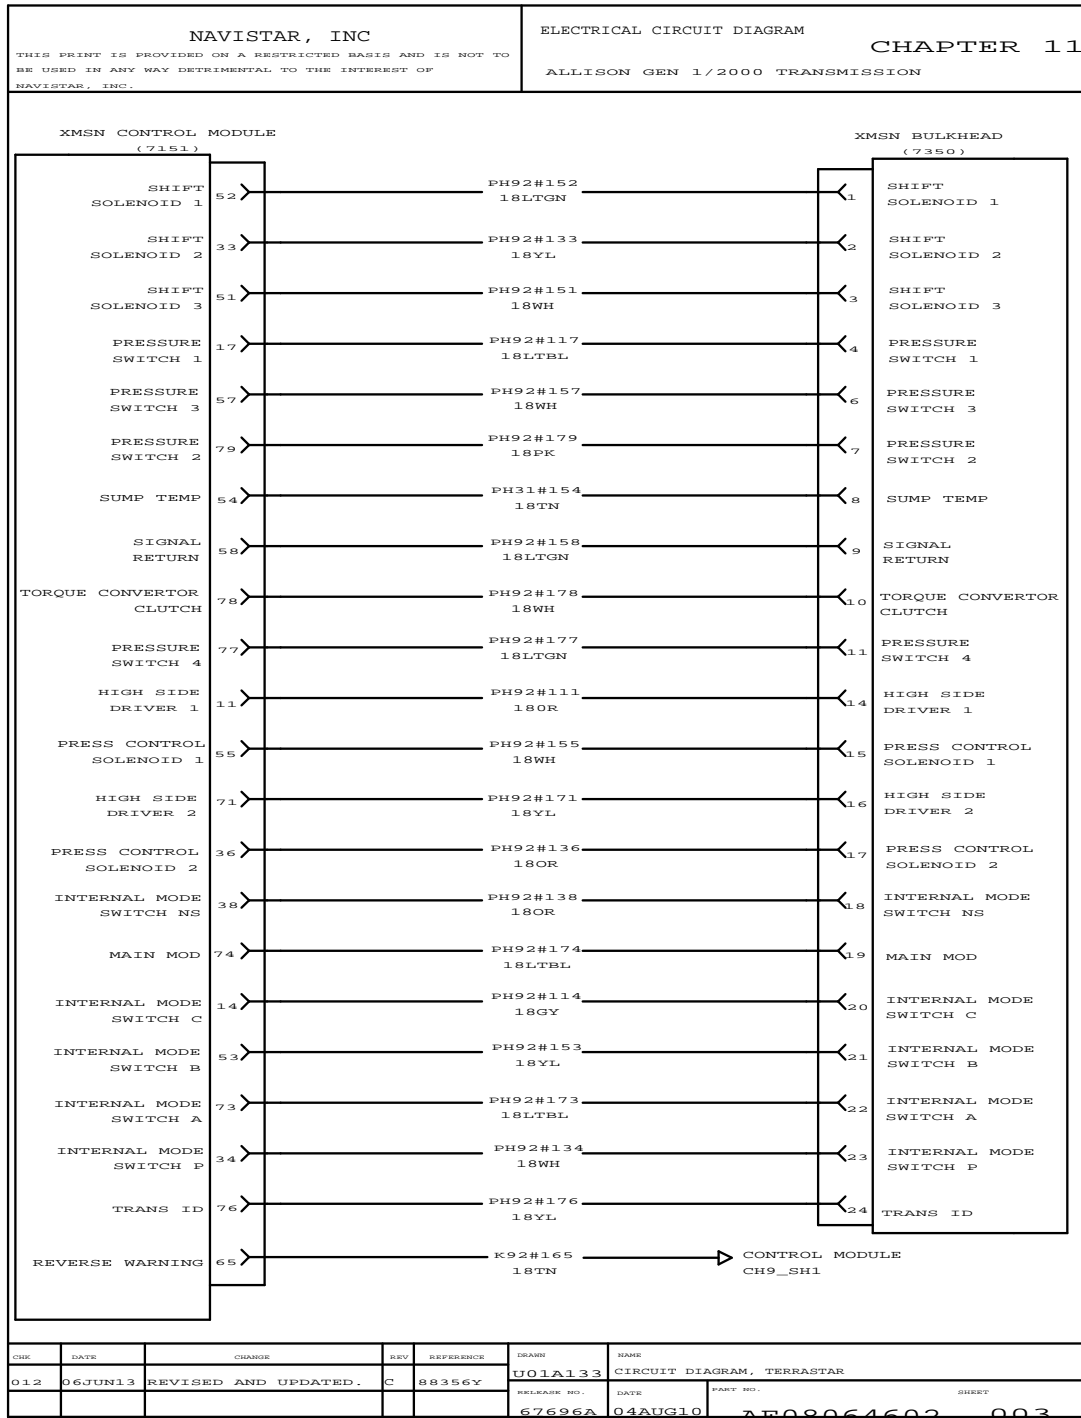 NAVISTAR, INC
THIS PRINT IS PROVIDED ON A RESTRICTED BASIS AND IS NOT TO
BE USED IN ANY WAY DETRIMENTAL TO THE INTEREST OF
NAVISTAR, INC.
ELECTRICAL CIRCUIT DIAGRAM
CHAPTER 11
ALLISON GEN 1/2000 TRANSMISSION
XMSN CONTROL MODULE
(7151)
XMSN BULKHEAD
(7350)
SHIFT SOLENOID 1 52 PH92#152 18LTGN 1 SHIFT SOLENOID 1
SHIFT SOLENOID 2 33 PH92#133 18YL 2 SHIFT SOLENOID 2
SHIFT SOLENOID 3 51 PH92#151 18WH 3 SHIFT SOLENOID 3
PRESSURE SWITCH 1 17 PH92#117 18LTBL 4 PRESSURE SWITCH 1
PRESSURE SWITCH 3 57 PH92#157 18WH 6 PRESSURE SWITCH 3
PRESSURE SWITCH 2 79 PH92#179 18PK 7 PRESSURE SWITCH 2
SUMP TEMP 54 PH31#154 18TN 8 SUMP TEMP
SIGNAL RETURN 58 PH92#158 18LTGN 9 SIGNAL RETURN
TORQUE CONVERTOR CLUTCH 78 PH92#178 18WH 10 TORQUE CONVERTOR CLUTCH
PRESSURE SWITCH 4 77 PH92#177 18LTGN 11 PRESSURE SWITCH 4
HIGH SIDE DRIVER 1 11 PH92#111 18OR 14 HIGH SIDE DRIVER 1
PRESS CONTROL SOLENOID 1 55 PH92#155 18WH 15 PRESS CONTROL SOLENOID 1
HIGH SIDE DRIVER 2 71 PH92#171 18YL 16 HIGH SIDE DRIVER 2
PRESS CONTROL SOLENOID 2 36 PH92#136 18OR 17 PRESS CONTROL SOLENOID 2
INTERNAL MODE SWITCH NS 38 PH92#138 18OR 18 INTERNAL MODE SWITCH NS
MAIN MOD 74 PH92#174 18LTBL 19 MAIN MOD
INTERNAL MODE SWITCH C 14 PH92#114 18GY 20 INTERNAL MODE SWITCH C
INTERNAL MODE SWITCH B 53 PH92#153 18YL 21 INTERNAL MODE SWITCH B
INTERNAL MODE SWITCH A 73 PH92#173 18LTBL 22 INTERNAL MODE SWITCH A
INTERNAL MODE SWITCH P 34 PH92#134 18WH 23 INTERNAL MODE SWITCH P
TRANS ID 76 PH92#176 18YL 24 TRANS ID
REVERSE WARNING 65 K92#165 18TN CONTROL MODULE CH9_SH1
CHK DATE CHANGE REV REFERENCE
012 06JUN13 REVISED AND UPDATED. C 88356Y
DRAWN
U01A133
NAME
CIRCUIT DIAGRAM, TERRASTAR
RELEASE NO.
67696A
DATE
04AUG10
PART NO.
SHEET
003